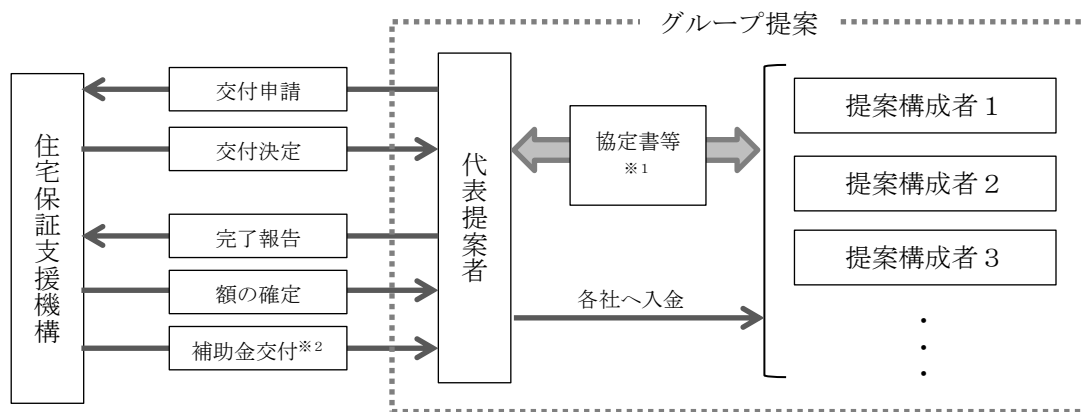 グループ提案
住宅保証支援機構
交付申請
交付決定
完了報告
額の確定
補助金交付※2
代表提案者
協定書等
※1
各社へ入金
提案構成者1
提案構成者2
提案構成者3
・
・
・